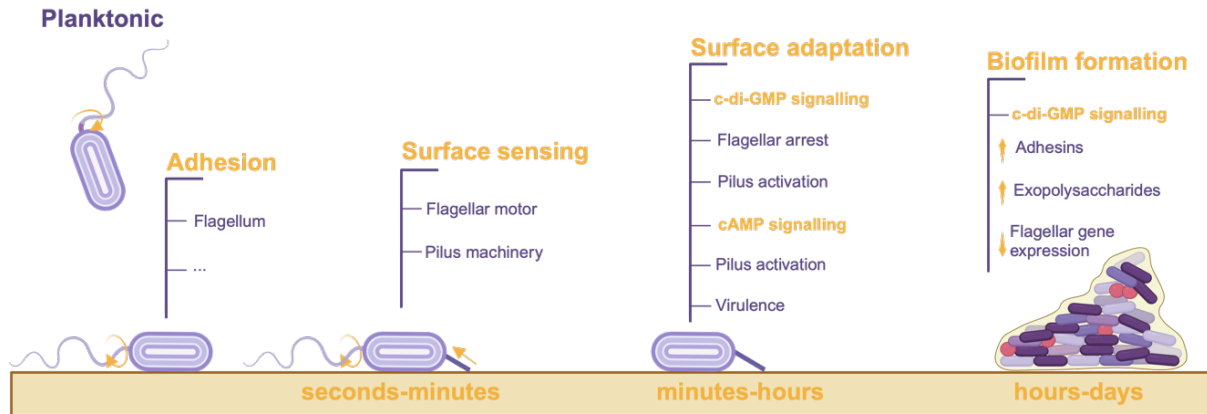 Planktonic
Adhesion
Flagellum
...
Surface sensing
Flagellar motor
Pilus machinery
Surface adaptation
c-di-GMP signalling
Flagellar arrest
Pilus activation
cAMP signalling
Pilus activation
Virulence
Biofilm formation
c-di-GMP signalling
Adhesins
Exopolysaccharides
Flagellar gene
expression
seconds-minutes
minutes-hours
hours-days